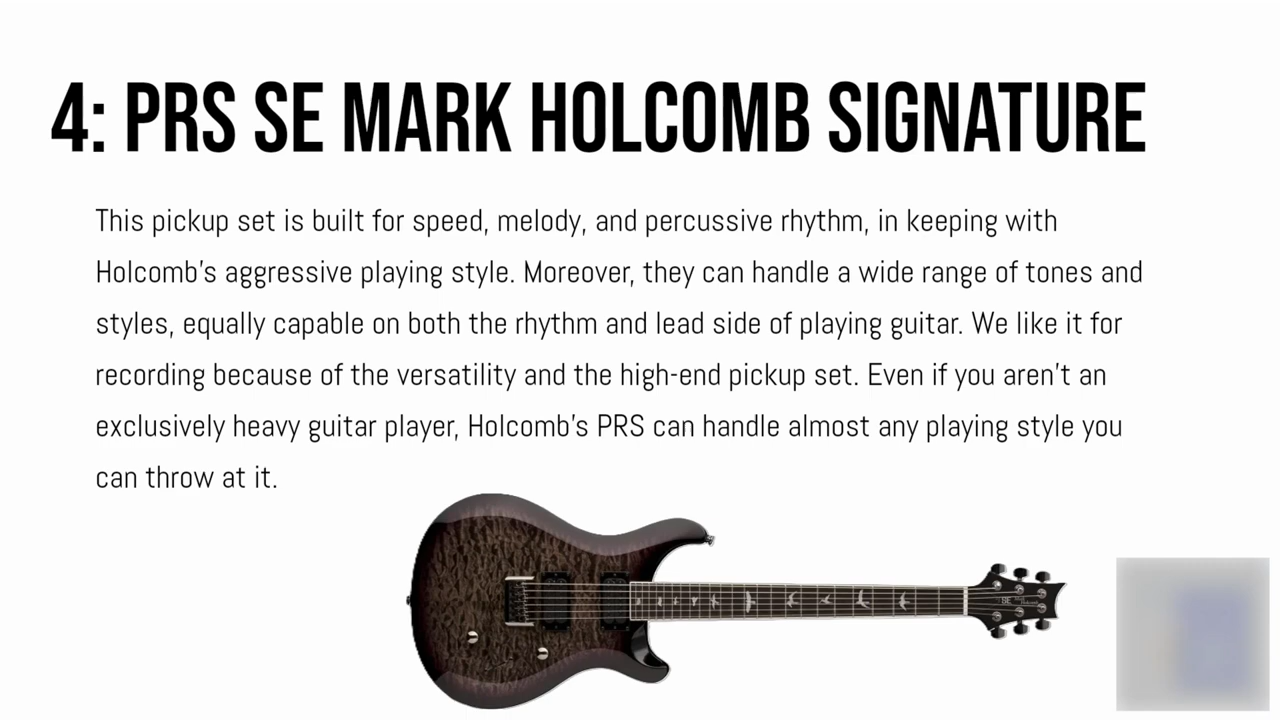 4: PRS SE MARK HOLCOMB SIGNATURE
This pickup set is built for speed, melody, and percussive rhythm, in keeping with
Holcomb's aggressive playing style. Moreover, they can handle a wide range of tones and
styles, equally capable on both the rhythm and lead side of playing guitar. We like it for
recording because of the versatility and the high-end pickup set. Even if you aren't an
exclusively heavy guitar player, Holcomb's PRS can handle almost any playing style you
can throw at it.
SE